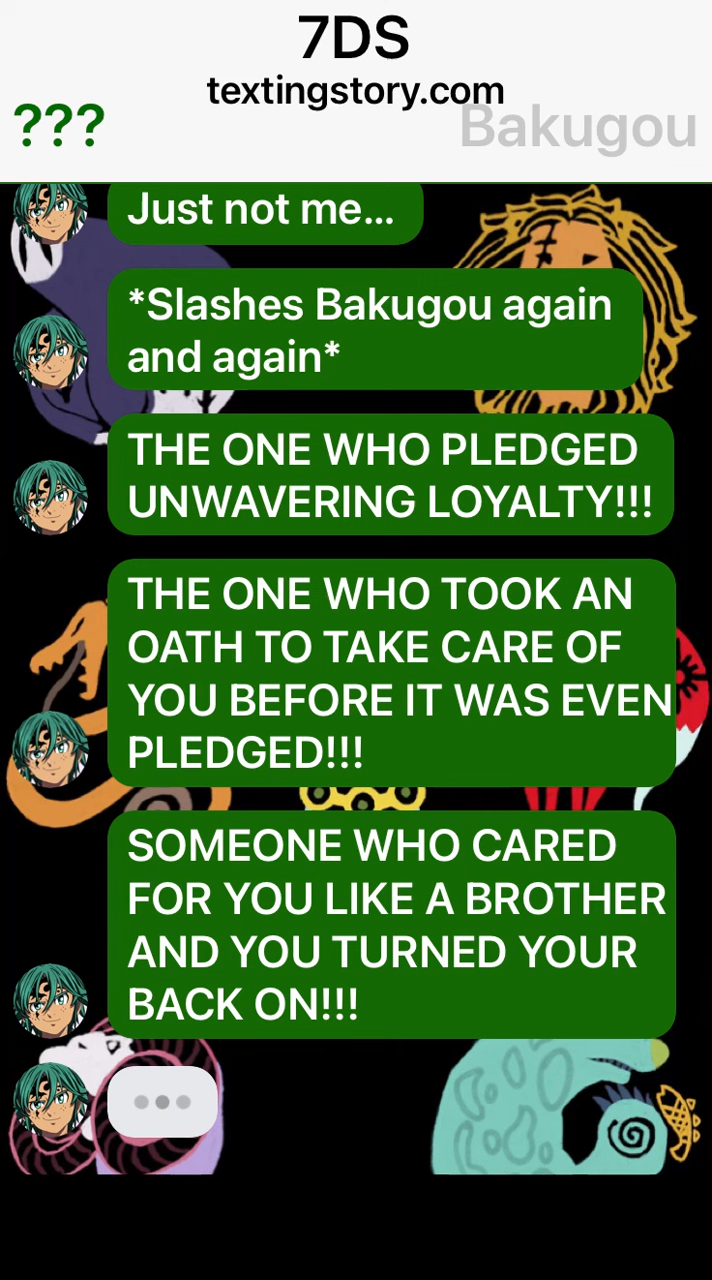 7DS
textingstory.com
???
Bakugou
Just not me...
*Slashes Bakugou again
and again*
THE ONE WHO PLEDGED
UNWAVERING LOYALTY!!!
THE ONE WHO TOOK AN
OATH TO TAKE CARE OF
YOU BEFORE IT WAS EVEN
PLEDGED!!!
SOMEONE WHO CARED
FOR YOU LIKE A BROTHER
AND YOU TURNED YOUR
BACK ON!!!